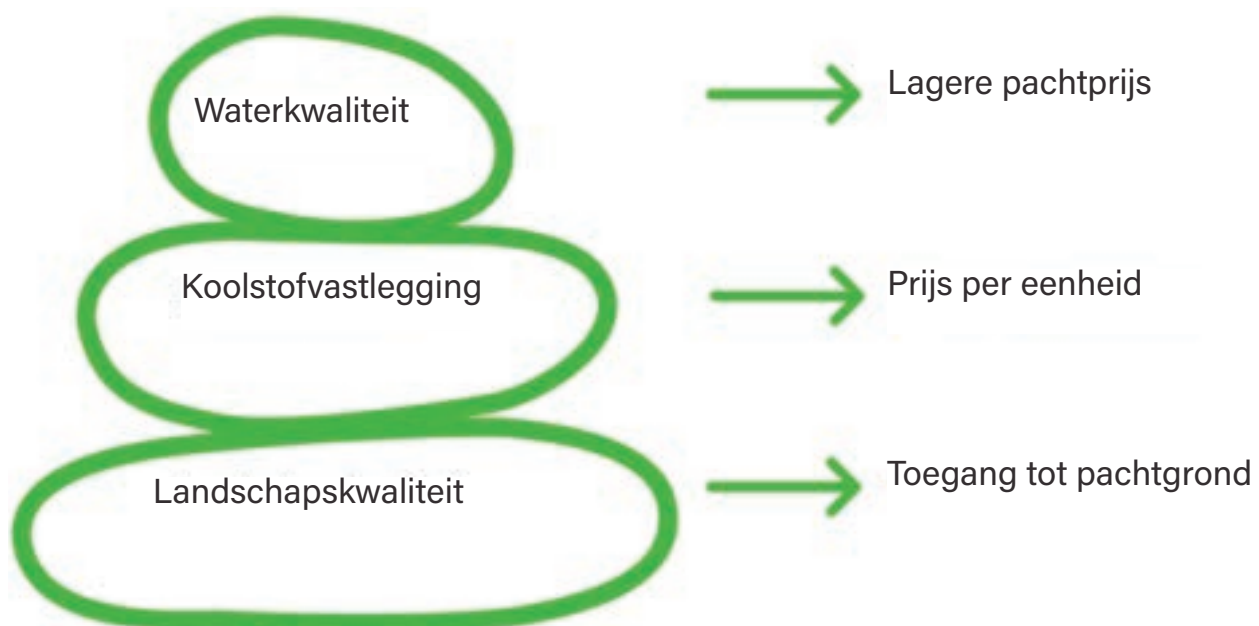 Waterkwaliteit
Lagere pachtprijs
Koolstofvastlegging
Prijs per eenheid
Landschapskwaliteit
Toegang tot pachtgrond